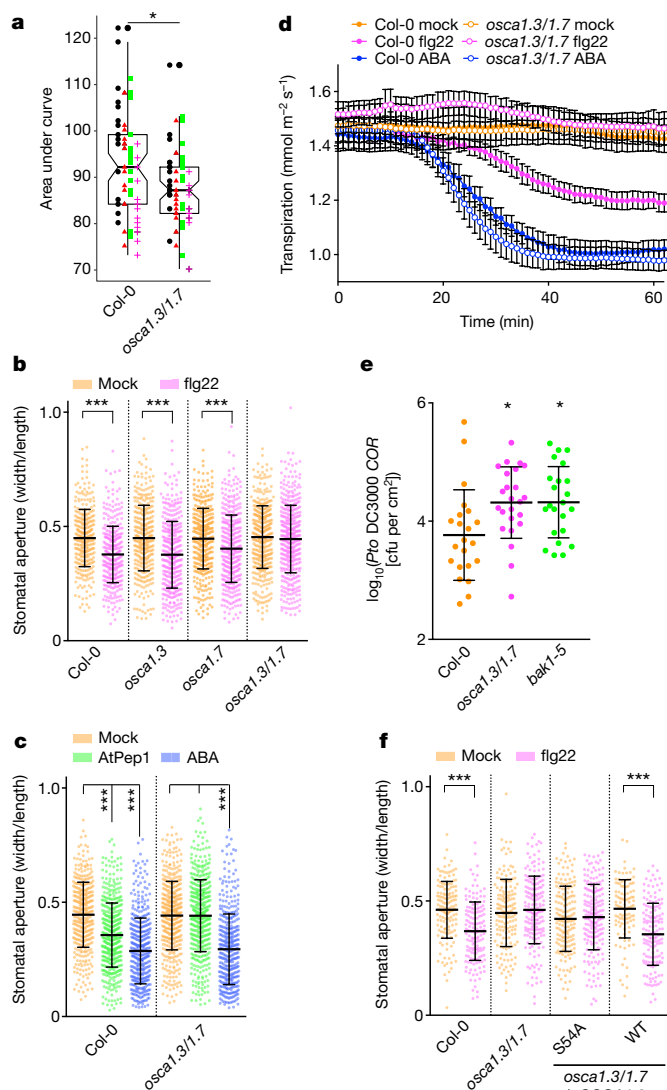 a
*
Area under curve
120
110
100
90
80
70
Col-0
osca1.3/1.7
d
Col-0 mock
osca1.3/1.7 mock
Col-0 flg22
osca1.3/1.7 flg22
Col-0 ABA
osca1.3/1.7 ABA
Transpiration (mmol m−2 s−1)
1.6
1.4
1.2
1.0
0
20
40
60
Time (min)
b
Mock
flg22
Stomatal aperture (width/length)
1.0
0.5
0
***
***
***
Col-0
osca1.3
osca1.7
osca1.3/1.7
e
log10(Pto DC3000 COR
[cfu per cm2])
6
4
2
*
*
Col-0
osca1.3/1.7
bak1-5
c
Mock
AtPep1
ABA
Stomatal aperture (width/length)
1.0
0.5
0
***
***
***
Col-0
osca1.3/1.7
f
Mock
flg22
Stomatal aperture (width/length)
1.0
0.5
0
***
***
Col-0
osca1.3/1.7
S54A
WT
osca1.3/1.7